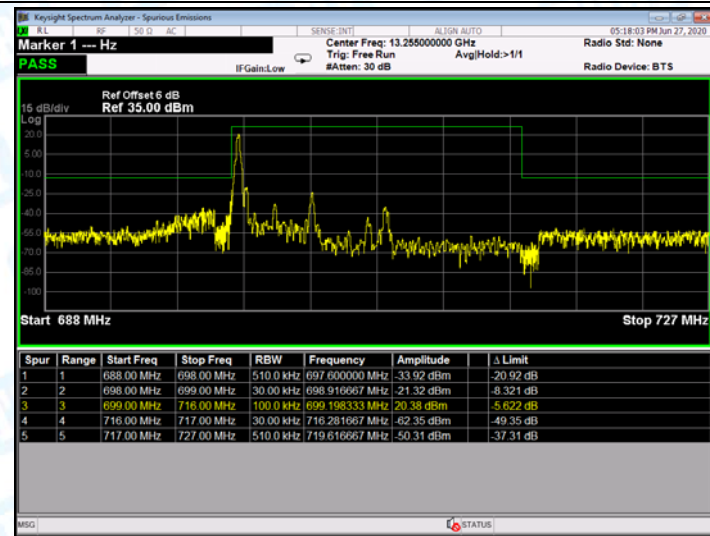 Keysight Spectrum Analyzer - Spurious Emissions
RL RF 50 Ω AC SENSE:INT ALIGN AUTO 05:18:03 PM Jun 27, 2020
Marker 1 --- Hz Center Freq: 13.255000000 GHz Radio Std: None
Trig: Free Run Avg|Hold:>1/1
PASS IFGain:Low #Atten: 30 dB Radio Device: BTS
Ref Offset 6 dB
15 dB/div Ref 35.00 dBm
Log
20.0
5.00
-10.0
-25.0
-40.0
-55.0
-70.0
-85.0
-100
Start 688 MHz Stop 727 MHz
Spur Range Start Freq Stop Freq RBW Frequency Amplitude Δ Limit
1 1 688.00 MHz 698.00 MHz 510.0 kHz 697.600000 MHz -33.92 dBm -20.92 dB
2 2 698.00 MHz 699.00 MHz 30.00 kHz 698.916667 MHz -21.32 dBm -8.321 dB
3 3 699.00 MHz 716.00 MHz 100.0 kHz 699.198333 MHz 20.38 dBm -5.622 dB
4 4 716.00 MHz 717.00 MHz 30.00 kHz 716.281667 MHz -62.35 dBm -49.35 dB
5 5 717.00 MHz 727.00 MHz 510.0 kHz 719.616667 MHz -50.31 dBm -37.31 dB
MSG STATUS